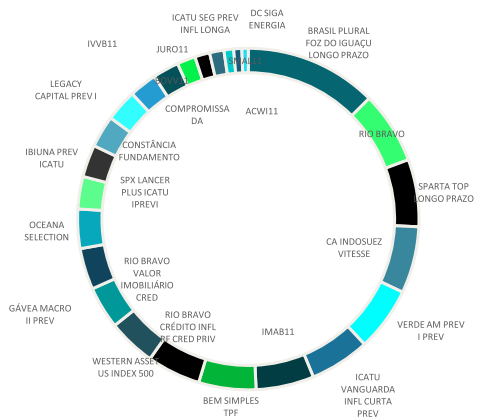 DC SIGA
ENERGIA
ICATU SEG PREV
INFL LONGA
BRASIL PLURAL
FOZ DO IGUAÇU
LONGO PRAZO
IVVB11
JURO11
SMAL11
LEGACY
CAPITAL PREV I
COMPROMISSA
DA
ACWI11
RIO BRAVO
CONSTÂNCIA
FUNDAMENTO
IBIUNA PREV
ICATU
SPX LANCER
PLUS ICATU
IPREVI
SPARTA TOP
LONGO PRAZO
OCEANA
SELECTION
CA INDOSUEZ
VITESSE
RIO BRAVO
VALOR
IMOBILIÁRIO
CRED
GÁVEA MACRO
II PREV
RIO BRAVO
CRÉDITO INFL
RF CRED PRIV
IMAB11
VERDE AM PREV
I PREV
WESTERN ASSET
US INDEX 500
ICATU
VANGUARDA
INFL CURTA
PREV
BEM SIMPLES
TPF